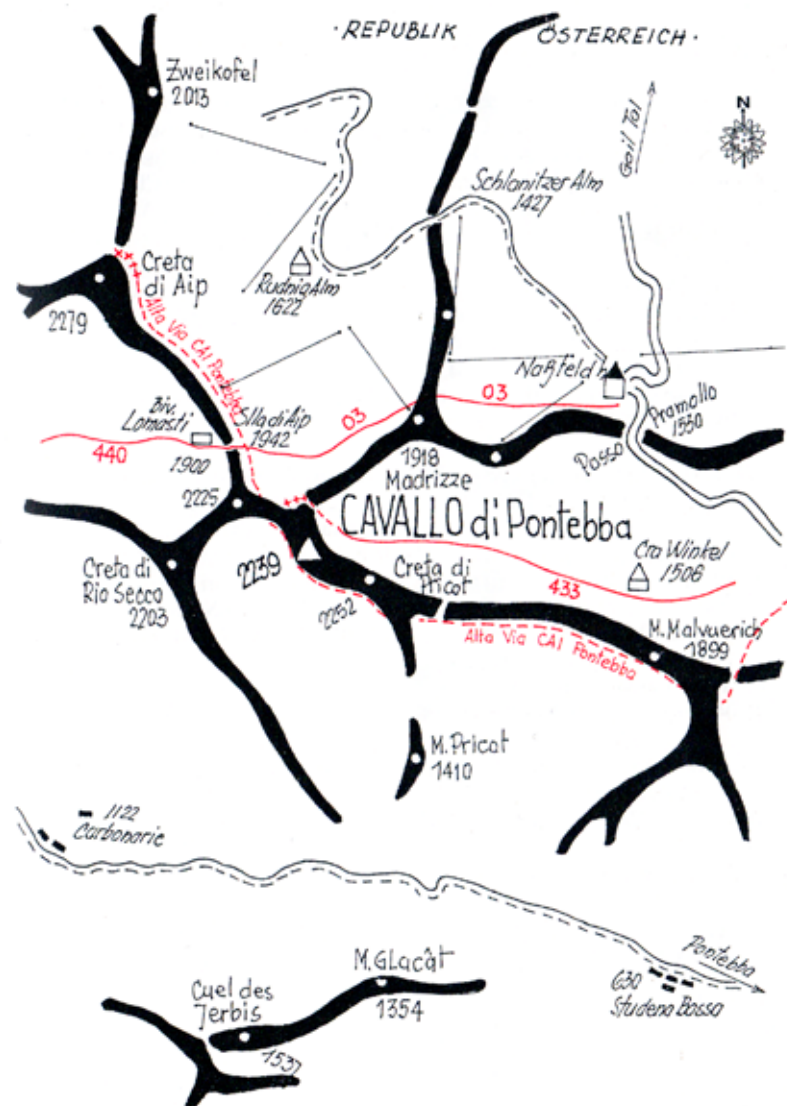 ·REPUBLIK ÖSTERREICH·
Zweikofel
2013
Gail Tal
N
Schlanitzer Alm
1427
Creta
di Aip
Rudnig Alm
1622
2279
Alta Via CAI Pontebba
Naßfeld
03
03
Biv.
Lomasti
Slla di Aip
1942
Passo Pramollo
1550
440
1900
1918
Madrizze
2225
CAVALLO di Pontebba
Cra Winkel
1506
2239
Creta di
Pricot
433
Creta di
Rio Secco
2203
2252
Alta Via CAI Pontebba
M. Malvuerich
1899
M. Pricot
1410
1122
Carbonarie
Pontebba
M. GLacât
1354
630
Studena Bassa
Cuel des
Jerbis
1537